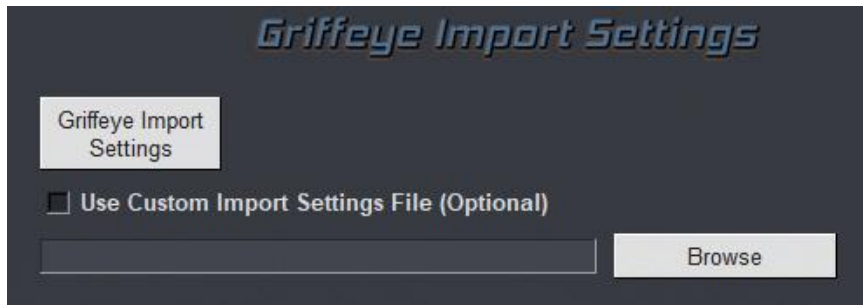 Griffeye Import Settings
Griffeye Import
Settings
Use Custom Import Settings File (Optional)
Browse